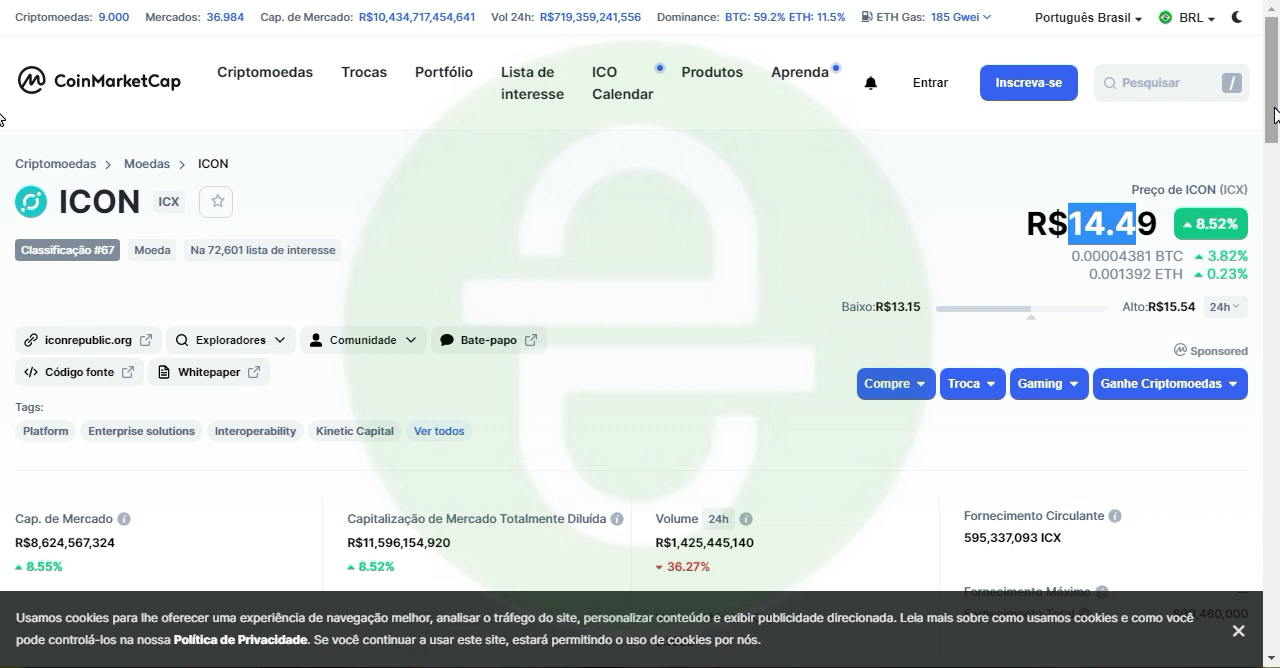 Criptomoedas: 9.000 Mercados: 36.984 Cap. de Mercado: R$10,434,717,454,641 Vol 24h: R$719,359,241,556 Dominance: BTC: 59.2% ETH: 11.5% ETH Gas: 185 Gwei Português Brasil BRL
CoinMarketCap Criptomoedas Trocas Portfólio Lista de interesse ICO Calendar Produtos Aprenda Entrar Inscreva-se Pesquisar /
Criptomoedas > Moedas > ICON
ICON ICX
Classificação #67 Moeda Na 72,601 lista de interesse
Preço de ICON (ICX)
R$14.49 8.52%
0.00004381 BTC 3.82%
0.001392 ETH 0.23%
Baixo:R$13.15 Alto:R$15.54 24h
iconrepublic.org Exploradores Comunidade Bate-papo
Código fonte Whitepaper
Sponsored
Compre Troca Gaming Ganhe Criptomoedas
Tags:
Platform Enterprise solutions Interoperability Kinetic Capital Ver todos
Cap. de Mercado
R$8,624,567,324
8.55%
Capitalização de Mercado Totalmente Diluída
R$11,596,154,920
8.52%
Volume 24h
R$1,425,445,140
36.27%
Fornecimento Circulante
595,337,093 ICX
Fornecimento Máximo --
Fornecimento Total
Usamos cookies para lhe oferecer uma experiência de navegação melhor, analisar o tráfego do site, personalizar conteúdo e exibir publicidade direcionada. Leia mais sobre como usamos cookies e como você
pode controlá-los na nossa Política de Privacidade. Se você continuar a usar este site, estará permitindo o uso de cookies por nós.